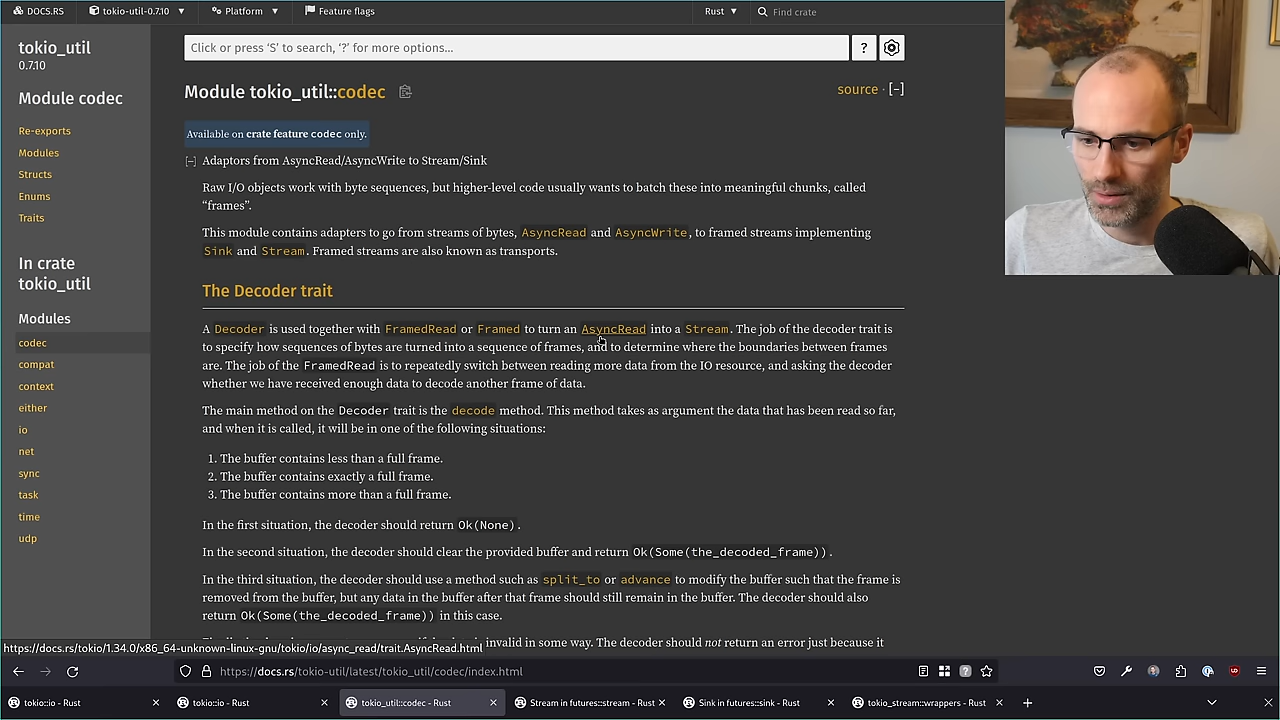 DOCS.RS
tokio-util-0.7.10
Platform
Feature flags
Rust
Find crate
tokio_util
0.7.10
Module codec
Re-exports
Modules
Structs
Enums
Traits
In crate
tokio_util
Modules
codec
compat
context
either
io
net
sync
task
time
udp
Click or press ‘S’ to search, ‘?’ for more options…
?
Module tokio_util::codec
source · [−]
Available on crate feature codec only.
[−] Adaptors from AsyncRead/AsyncWrite to Stream/Sink
Raw I/O objects work with byte sequences, but higher-level code usually wants to batch these into meaningful chunks, called
“frames”.
This module contains adapters to go from streams of bytes, AsyncRead and AsyncWrite, to framed streams implementing
Sink and Stream. Framed streams are also known as transports.
The Decoder trait
A Decoder is used together with FramedRead or Framed to turn an AsyncRead into a Stream. The job of the decoder trait is
to specify how sequences of bytes are turned into a sequence of frames, and to determine where the boundaries between frames
are. The job of the FramedRead is to repeatedly switch between reading more data from the IO resource, and asking the decoder
whether we have received enough data to decode another frame of data.
The main method on the Decoder trait is the decode method. This method takes as argument the data that has been read so far,
and when it is called, it will be in one of the following situations:
1. The buffer contains less than a full frame.
2. The buffer contains exactly a full frame.
3. The buffer contains more than a full frame.
In the first situation, the decoder should return Ok(None).
In the second situation, the decoder should clear the provided buffer and return Ok(Some(the_decoded_frame)).
In the third situation, the decoder should use a method such as split_to or advance to modify the buffer such that the frame is
removed from the buffer, but any data in the buffer after that frame should still remain in the buffer. The decoder should also
return Ok(Some(the_decoded_frame)) in this case.
invalid in some way. The decoder should not return an error just because it
https://docs.rs/tokio/1.34.0/x86_64-unknown-linux-gnu/tokio/io/async_read/trait.AsyncRead.html
https://docs.rs/tokio-util/latest/tokio_util/codec/index.html
tokio::io - Rust
tokio::io - Rust
tokio_util::codec - Rust
Stream in futures::stream - Rust
Sink in futures::sink - Rust
tokio_stream::wrappers - Rust